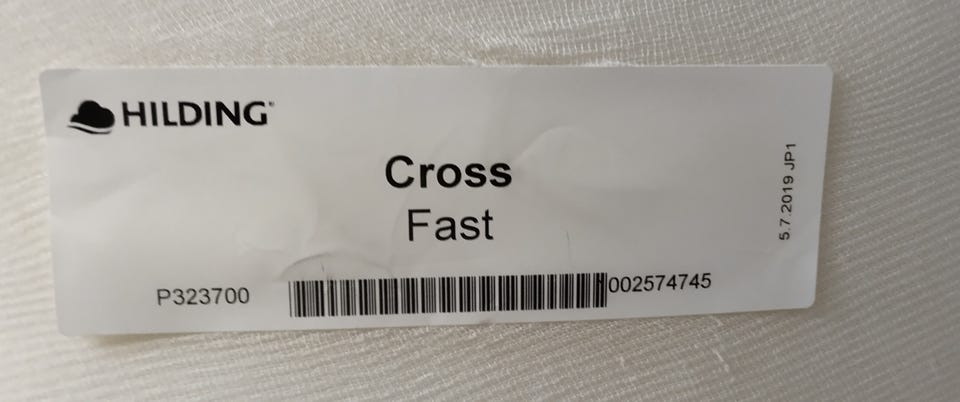 HILDING®
Cross
Fast
P323700
002574745
5.7.2019 JP1